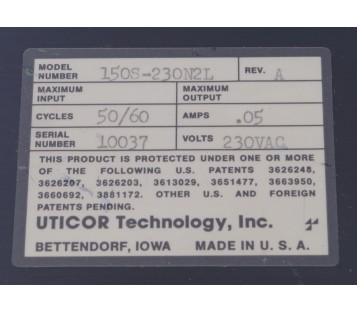 MODEL NUMBER 150S-230N2L REV. A
MAXIMUM INPUT MAXIMUM OUTPUT
CYCLES 50/60 AMPS .05
SERIAL NUMBER 10037 VOLTS 230VAC
THIS PRODUCT IS PROTECTED UNDER ONE OR MORE
OF THE FOLLOWING U.S. PATENTS 3626248,
3626207, 3626203, 3613029, 3651477, 3663950,
3660692, 3881172. OTHER U.S. AND FOREIGN
PATENTS PENDING.
UTICOR Technology, Inc.
BETTENDORF, IOWA MADE IN U.S.A.